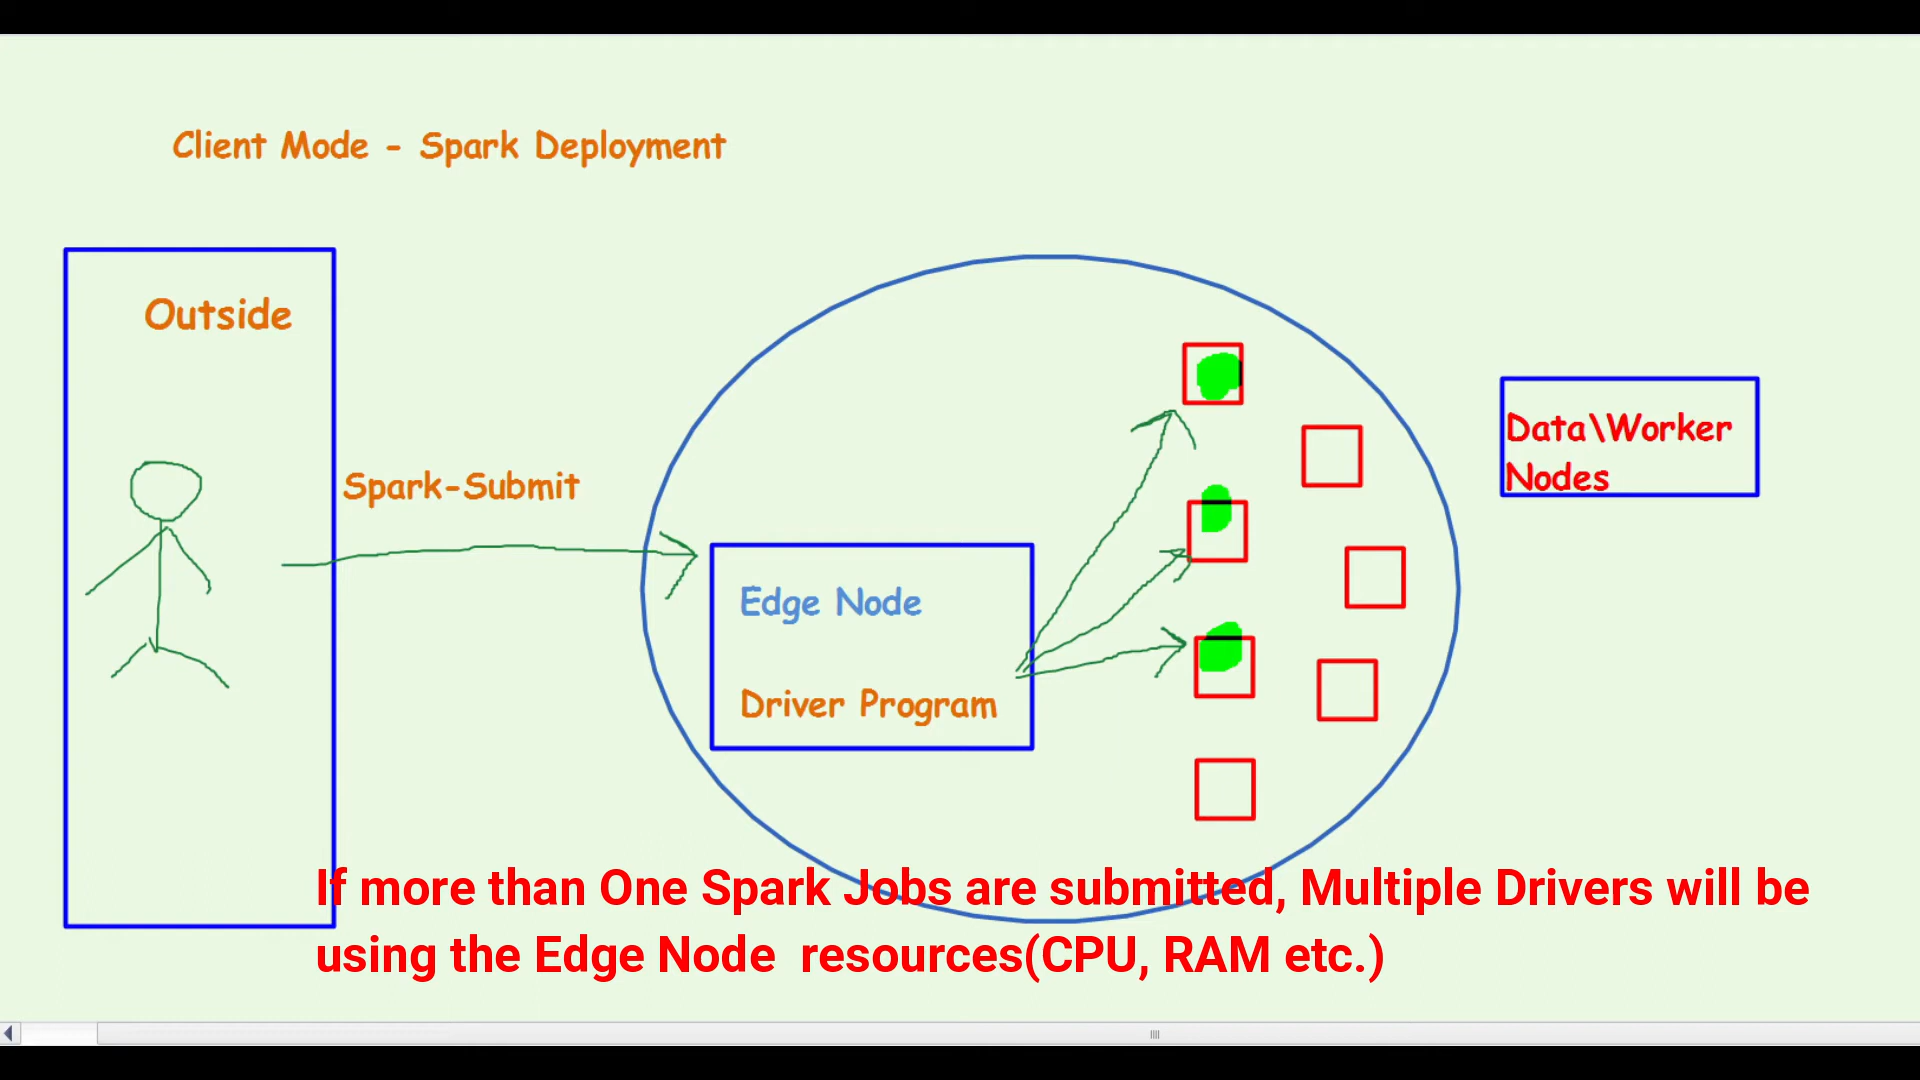 Client Mode - Spark Deployment
Outside
Spark-Submit
Data\Worker
Nodes
Edge Node
Driver Program
If more than One Spark Jobs are submitted, Multiple Drivers will be
using the Edge Node  resources(CPU, RAM etc.)